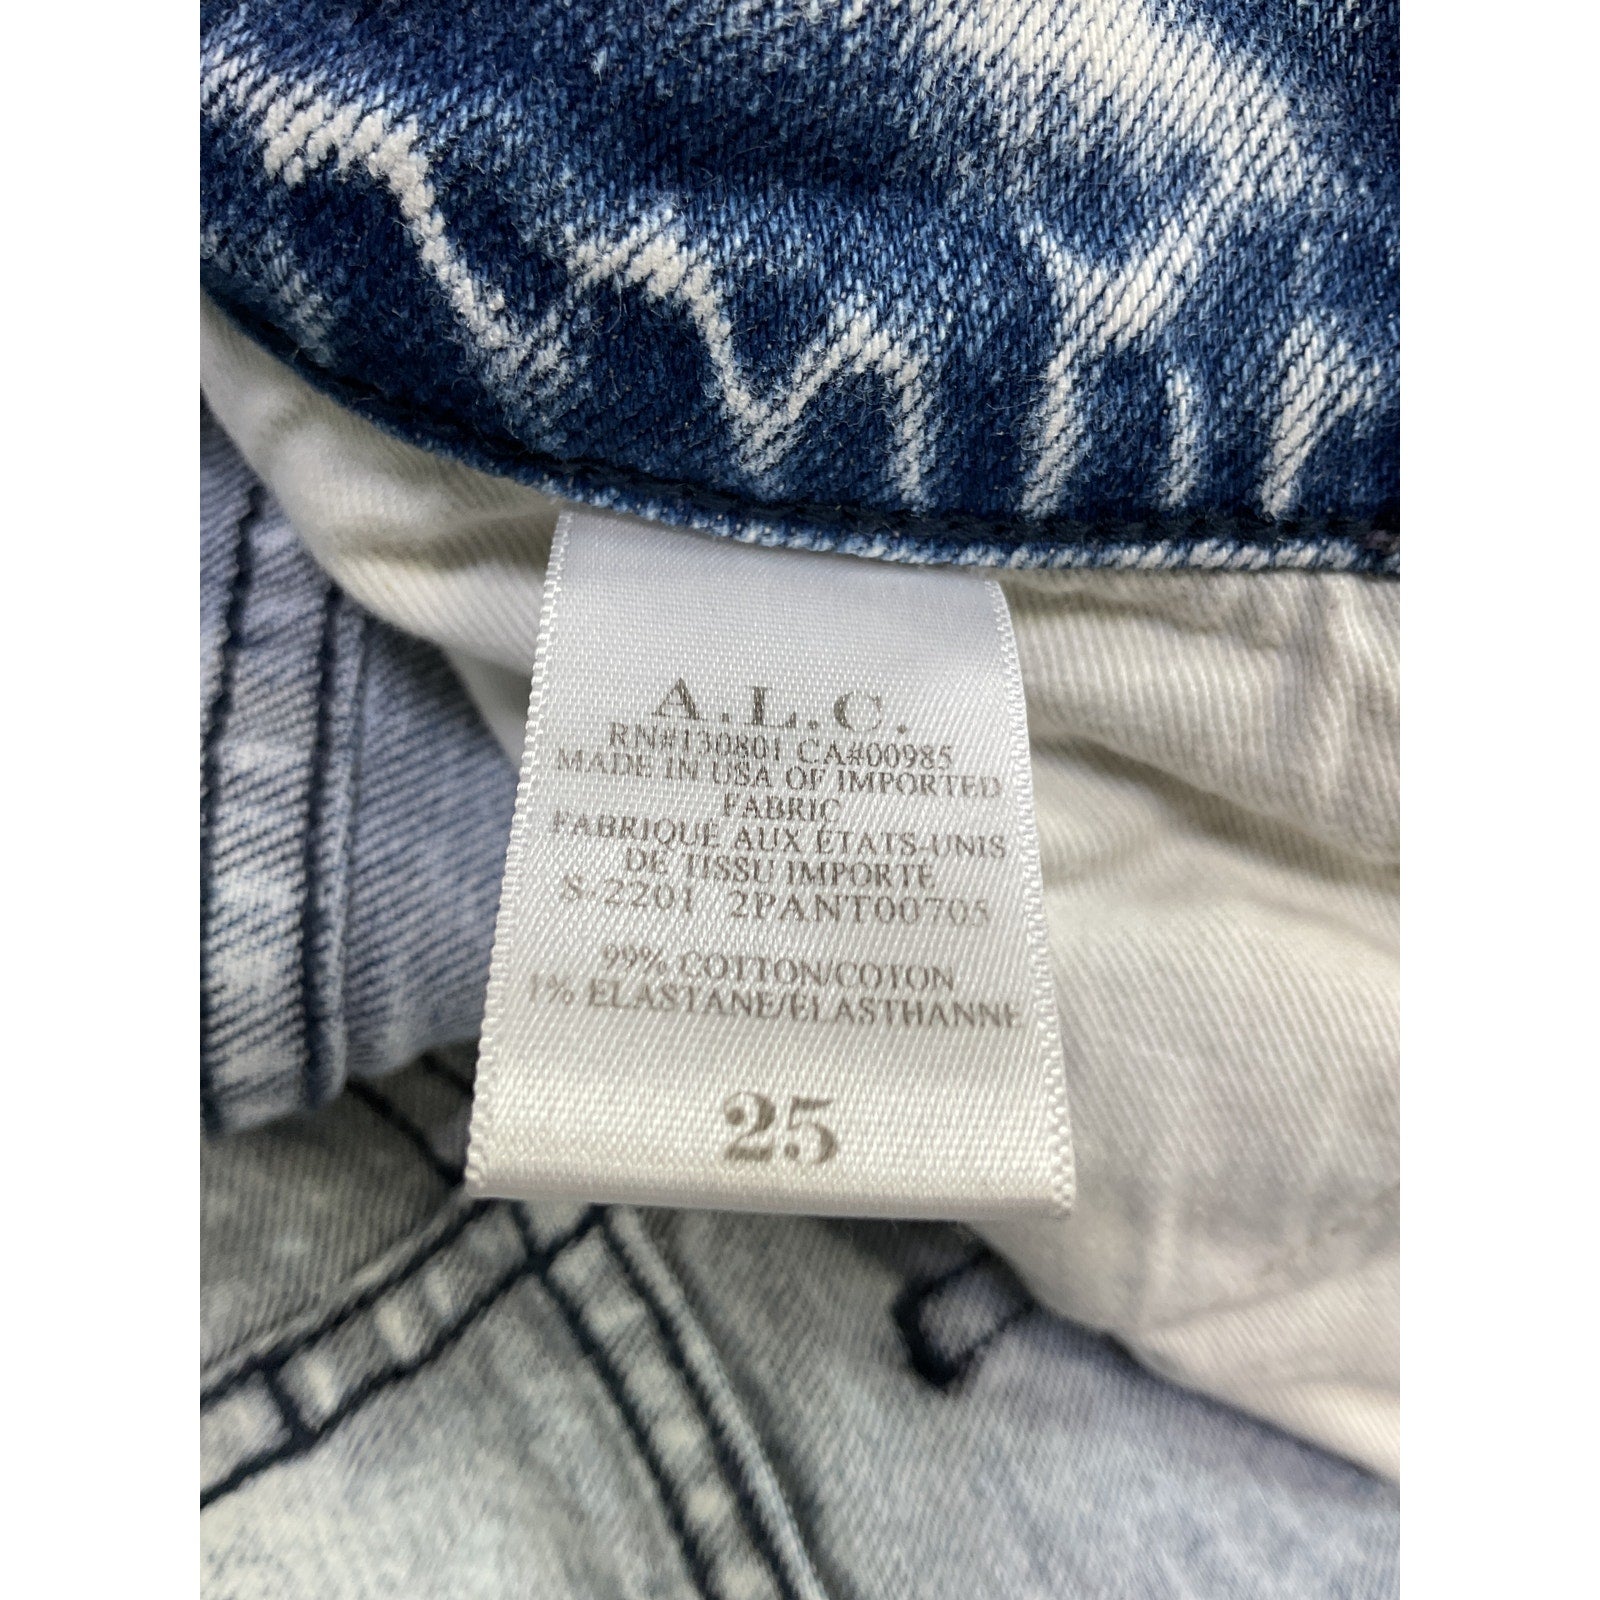 A.L.C.
RN#130801 CA#00985
MADE IN USA OF IMPORTED
FABRIC
FABRIQUE AUX ÉTATS-UNIS
DE TISSU IMPORTE
S-2201 2PANT00705
99% COTTON/COTON
1% ELASTANE/ÉLASTHANNE
25